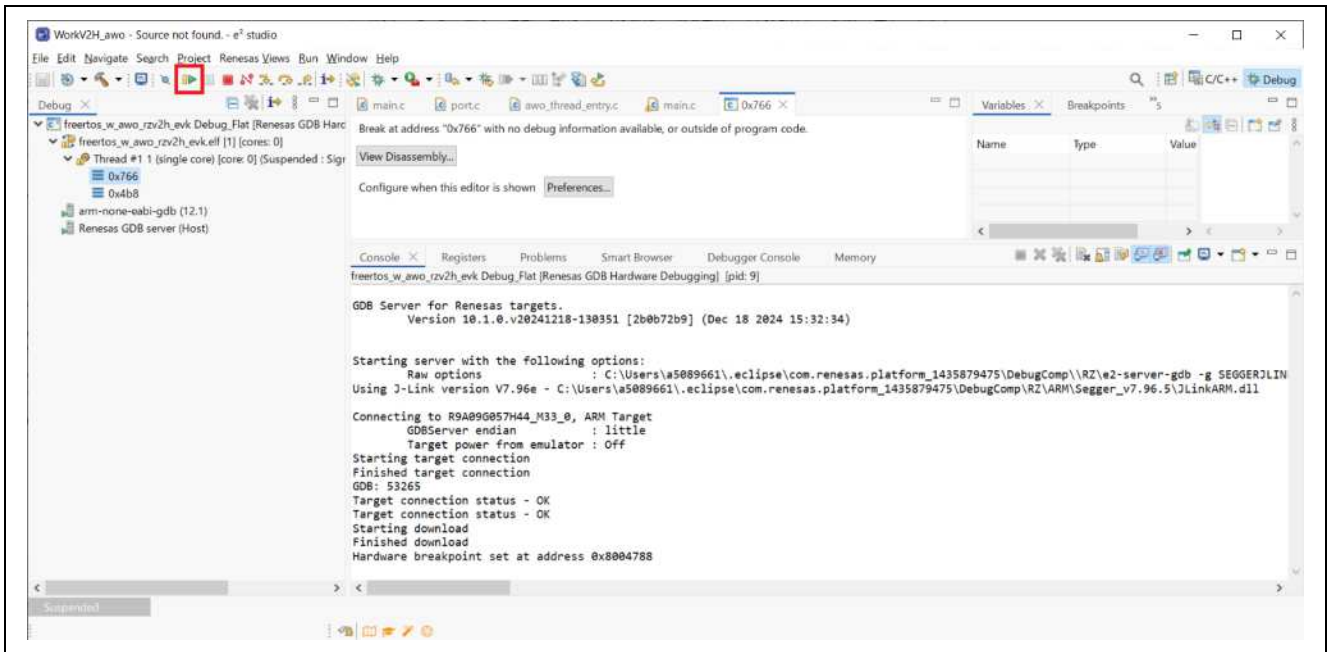 WorkV2H_awo - Source not found. - e² studio
File Edit Navigate Search Project Renesas Views Run Window Help
C/C++ Debug
Debug
main.c port.c awo_thread_entry.c main.c 0x766
Variables Breakpoints "5
freertos_w_awo_rzv2h_evk Debug_Flat [Renesas GDB Harc
freertos_w_awo_rzv2h_evk.elf [1] [cores: 0]
Thread #1 1 (single core) [core: 0] (Suspended : Sigr
0x766
0x4b8
arm-none-eabi-gdb (12.1)
Renesas GDB server (Host)
Break at address "0x766" with no debug information available, or outside of program code.
View Disassembly...
Configure when this editor is shown Preferences...
Name Type Value
Console Registers Problems Smart Browser Debugger Console Memory
freertos_w_awo_rzv2h_evk Debug_Flat [Renesas GDB Hardware Debugging] [pid: 9]
GDB Server for Renesas targets.
Version 10.1.0.v20241218-130351 [2b0b72b9] (Dec 18 2024 15:32:34)
Starting server with the following options:
Raw options : C:\Users\a5089661\.eclipse\com.renesas.platform_1435879475\DebugComp\\RZ\e2-server-gdb -g SEGGERJLIN
Using J-Link version V7.96e - C:\Users\a5089661\.eclipse\com.renesas.platform_1435879475\DebugComp\RZ\ARM\Segger_v7.96.5\JLinkARM.dll
Connecting to R9A09G057H44_M33_0, ARM Target
GDBServer endian : little
Target power from emulator : Off
Starting target connection
Finished target connection
GDB: 53265
Target connection status - OK
Target connection status - OK
Starting download
Finished download
Hardware breakpoint set at address 0x8004788
Suspended